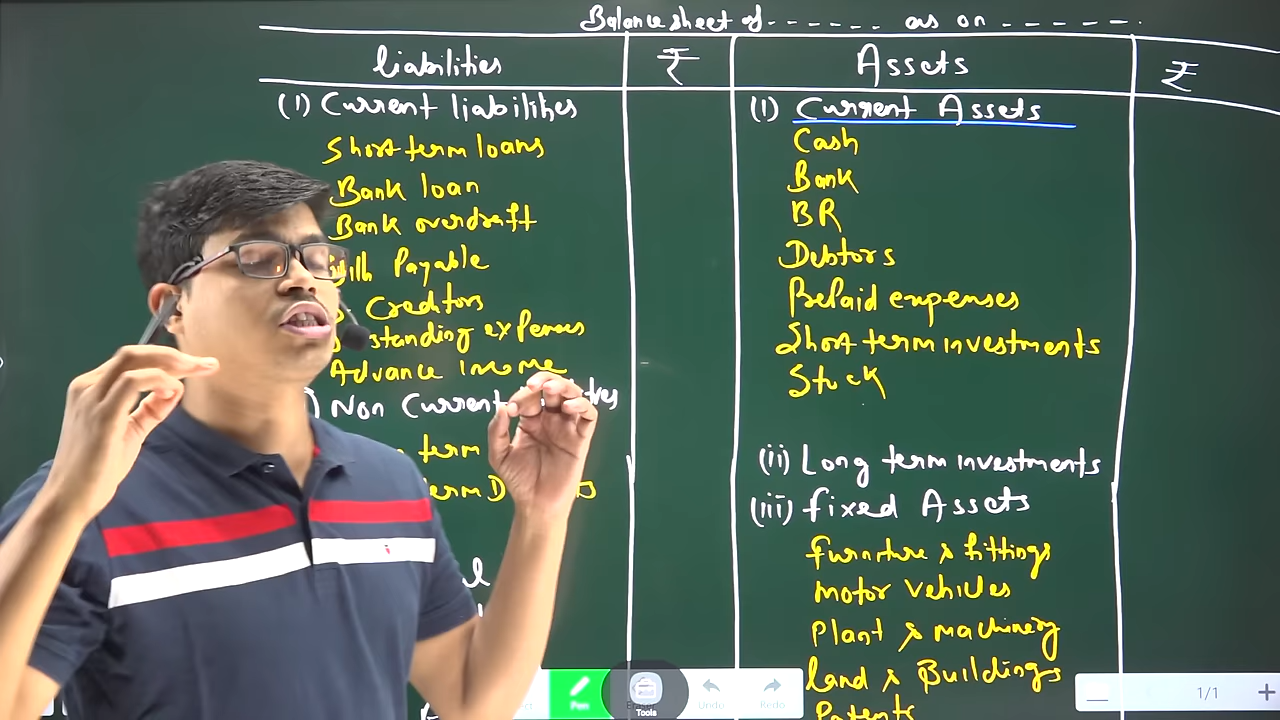 Balance sheet of - - - - - - as on - - - - - -.
Liabilities
₹
Assets
₹
(1) Current liabilities
Short term loans
Bank loan
Bank overdraft
Payable
Creditors
standing expenses
Advance income
Non Current
term
term D
(1) Current Assets
Cash
Bank
BR
Debtors
Prepaid expenses
Short term investments
Stock
(ii) Long term investments
(iii) fixed Assets
furniture & fittings
Motor vehicles
Plant & machinery
land & Buildings
Patents
Pen
Tools
Undo
Redo
1/1